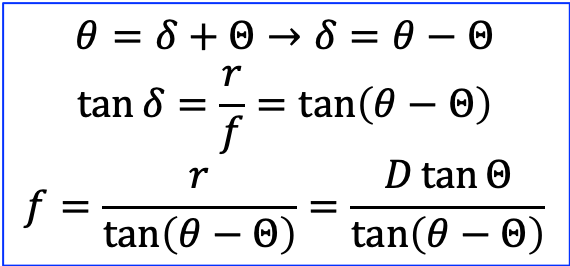 θ = δ + Θ → δ = θ − Θ
tan δ = r/f = tan(θ − Θ)
f = r/tan(θ − Θ) = D tan Θ/tan(θ − Θ)